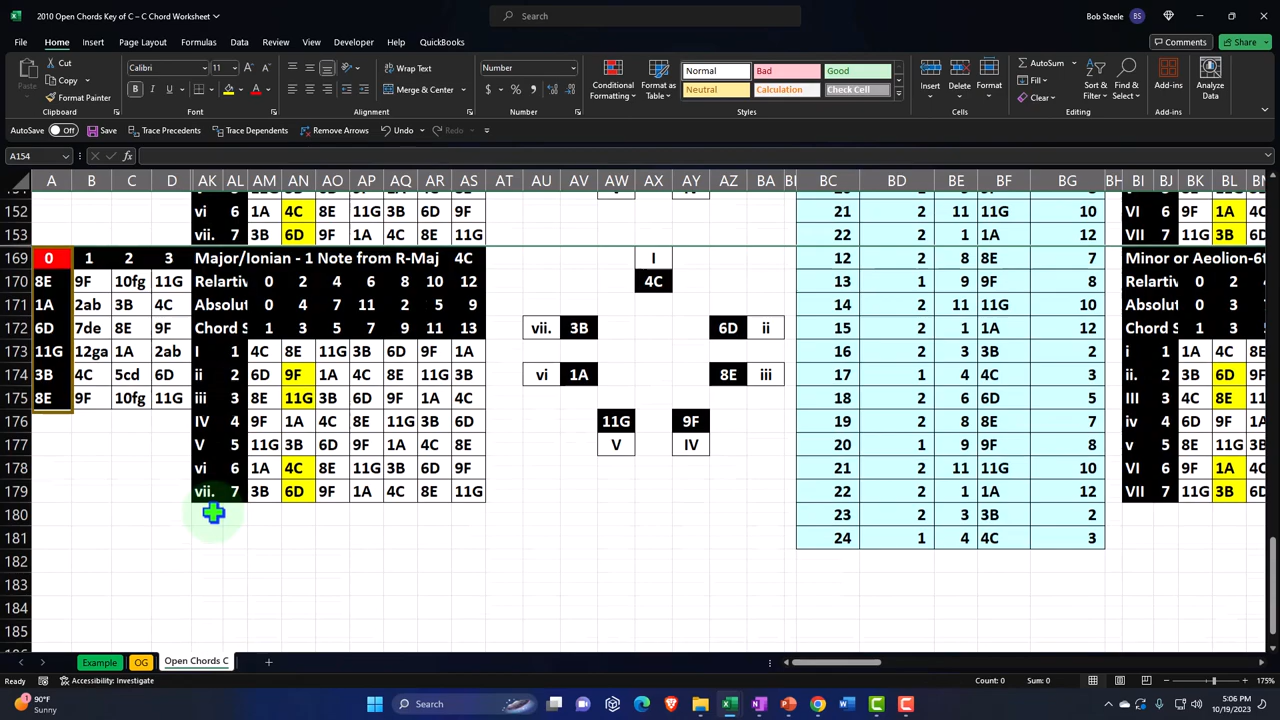 2010 Open Chords Key of C – C Chord Worksheet
Search
Bob Steele BS
File Home Insert Page Layout Formulas Data Review View Developer Help QuickBooks Comments Share
Cut Calibri 11 Wrap Text Number Normal Bad Good AutoSum
Copy Paste Format Painter Merge & Center Conditional Formatting Format as Table Neutral Calculation Check Cell Insert Delete Format Fill Clear Sort & Filter Find & Select Add-ins Analyze Data
Clipboard Font Alignment Number Styles Cells Editing Add-ins
AutoSave Off Save Trace Precedents Trace Dependents Remove Arrows Undo Redo
A154 fx
A B C D AK AL AM AN AO AP AQ AR AS AT AU AV AW AX AY AZ BA BC BD BE BF BG BH BI BJ BK BL
152 vi 6 1A 4C 8E 11G 3B 6D 9F 21 2 11 11G 10 VI 6 9F 1A
153 vii. 7 3B 6D 9F 1A 4C 8E 11G 22 2 1 1A 12 VII 7 11G 3B 6D
169 0 1 2 3 Major/Ionian - 1 Note from R-Maj 4C I 12 2 8 8E 7 Minor or Aeolion-6t
170 8E 9F 10fg 11G Relartiv 0 2 4 6 8 10 12 4C 13 2 9 9F 8 Relartiv 0 2
171 1A 2ab 3B 4C Absolut 0 4 7 11 2 5 9 14 2 11 11G 10 Absolut 0 3
172 6D 7de 8E 9F Chord S 1 3 5 7 9 11 13 vii. 3B 6D ii 15 2 1 1A 12 Chord S 1 3
173 11G 12ga 1A 2ab I 1 4C 8E 11G 3B 6D 9F 1A 16 2 3 3B 2 i 1 1A 4C 8E
174 3B 4C 5cd 6D ii 2 6D 9F 1A 4C 8E 11G 3B vi 1A 8E iii 17 2 4 4C 3 ii. 2 3B 6D 9F
175 8E 9F 10fg 11G iii 3 8E 11G 3B 6D 9F 1A 4C 18 2 6 6D 5 III 3 4C 8E 11G
176 IV 4 9F 1A 4C 8E 11G 3B 6D 11G 9F 19 2 8 8E 7 iv 4 6D 9F 1A
177 V 5 11G 3B 6D 9F 1A 4C 8E V IV 20 1 9 9F 8 v 5 8E 11G 3B
178 vi 6 1A 4C 8E 11G 3B 6D 9F 21 2 11 11G 10 VI 6 9F 1A 4C
179 vii. 7 3B 6D 9F 1A 4C 8E 11G 22 2 1 1A 12 VII 7 11G 3B 6D
180 23 2 3 3B 2
181 24 1 4 4C 3
182
183
184
185
Example OG Open Chords C
Ready Accessibility: Investigate Count: 0 Sum: 0 175%
90°F
Sunny
Search
5:06 PM
10/19/2023